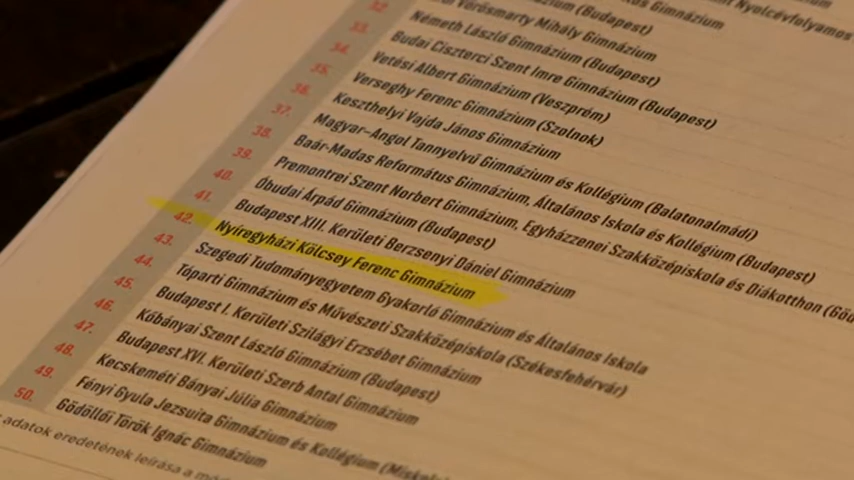 Gimnázium (Budapest)
Gimnázium
Nyolcévfolyamos
Vörösmarty Mihály Gimnázium
32. Németh László Gimnázium (Budapest)
33. Budai Ciszterci Szent Imre Gimnázium (Budapest)
34. Vetési Albert Gimnázium (Veszprém)
35. Verseghy Ferenc Gimnázium (Szolnok)
36. Keszthelyi Vajda János Gimnázium
37. Magyar–Angol Tannyelvű Gimnázium és Kollégium (Balatonalmádi)
38. Baár-Madas Református Gimnázium, Általános Iskola és Kollégium (Budapest)
39. Premontrei Szent Norbert Gimnázium, Egyházzenei Szakközépiskola és Diákotthon (Göd
40. Óbudai Árpád Gimnázium (Budapest)
41. Budapest XIII. Kerületi Berzsenyi Dániel Gimnázium
42. Nyíregyházi Kölcsey Ferenc Gimnázium
43. Szegedi Tudományegyetem Gyakorló Gimnázium és Általános Iskola
44. Tóparti Gimnázium és Művészeti Szakközépiskola (Székesfehérvár)
45. Budapest I. Kerületi Szilágyi Erzsébet Gimnázium
46. Kőbányai Szent László Gimnázium (Budapest)
47. Budapest XVI. Kerületi Szerb Antal Gimnázium
48. Kecskeméti Bányai Júlia Gimnázium
49. Fényi Gyula Jezsuita Gimnázium és Kollégium (Miskol
50. Gödöllői Török Ignác Gimnázium
adatok eredetének leírása a